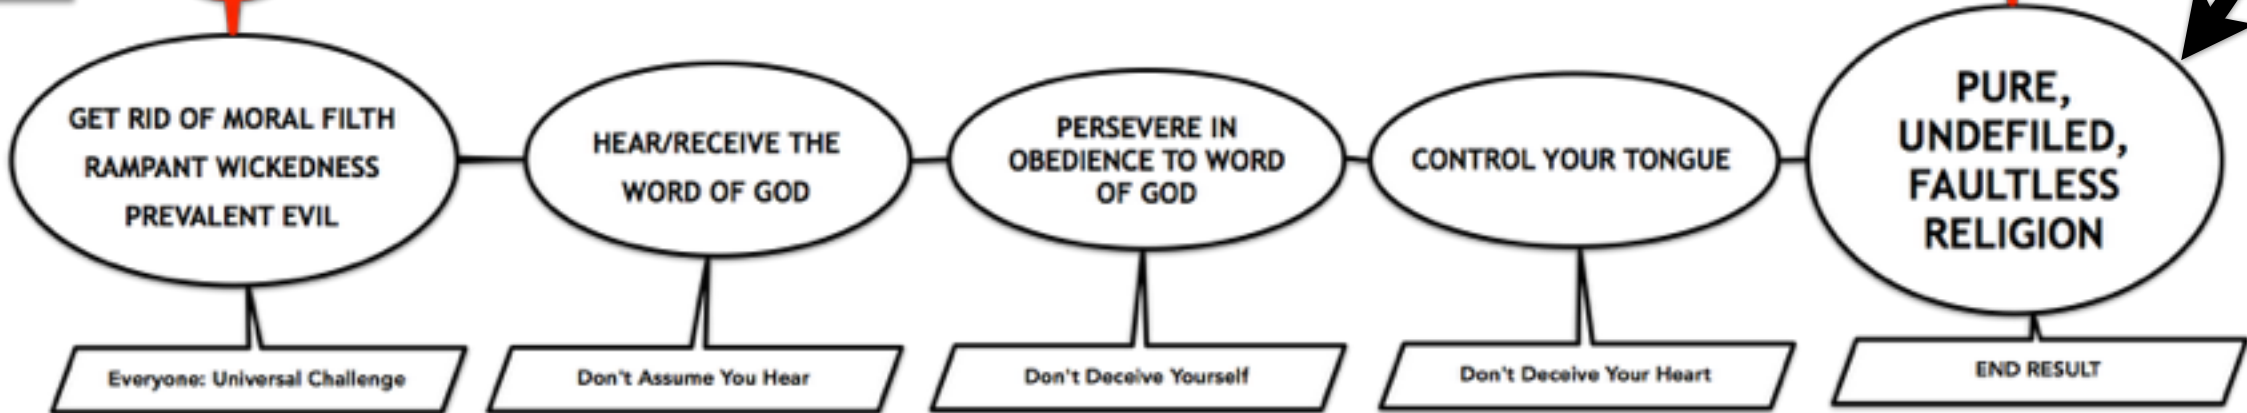 GET RID OF MORAL FILTH
RAMPANT WICKEDNESS
PREVALENT EVIL
HEAR/RECEIVE THE
WORD OF GOD
PERSEVERE IN
OBEDIENCE TO WORD
OF GOD
CONTROL YOUR TONGUE
PURE,
UNDEFILED,
FAULTLESS
RELIGION
Everyone: Universal Challenge
Don't Assume You Hear
Don't Deceive Yourself
Don't Deceive Your Heart
END RESULT